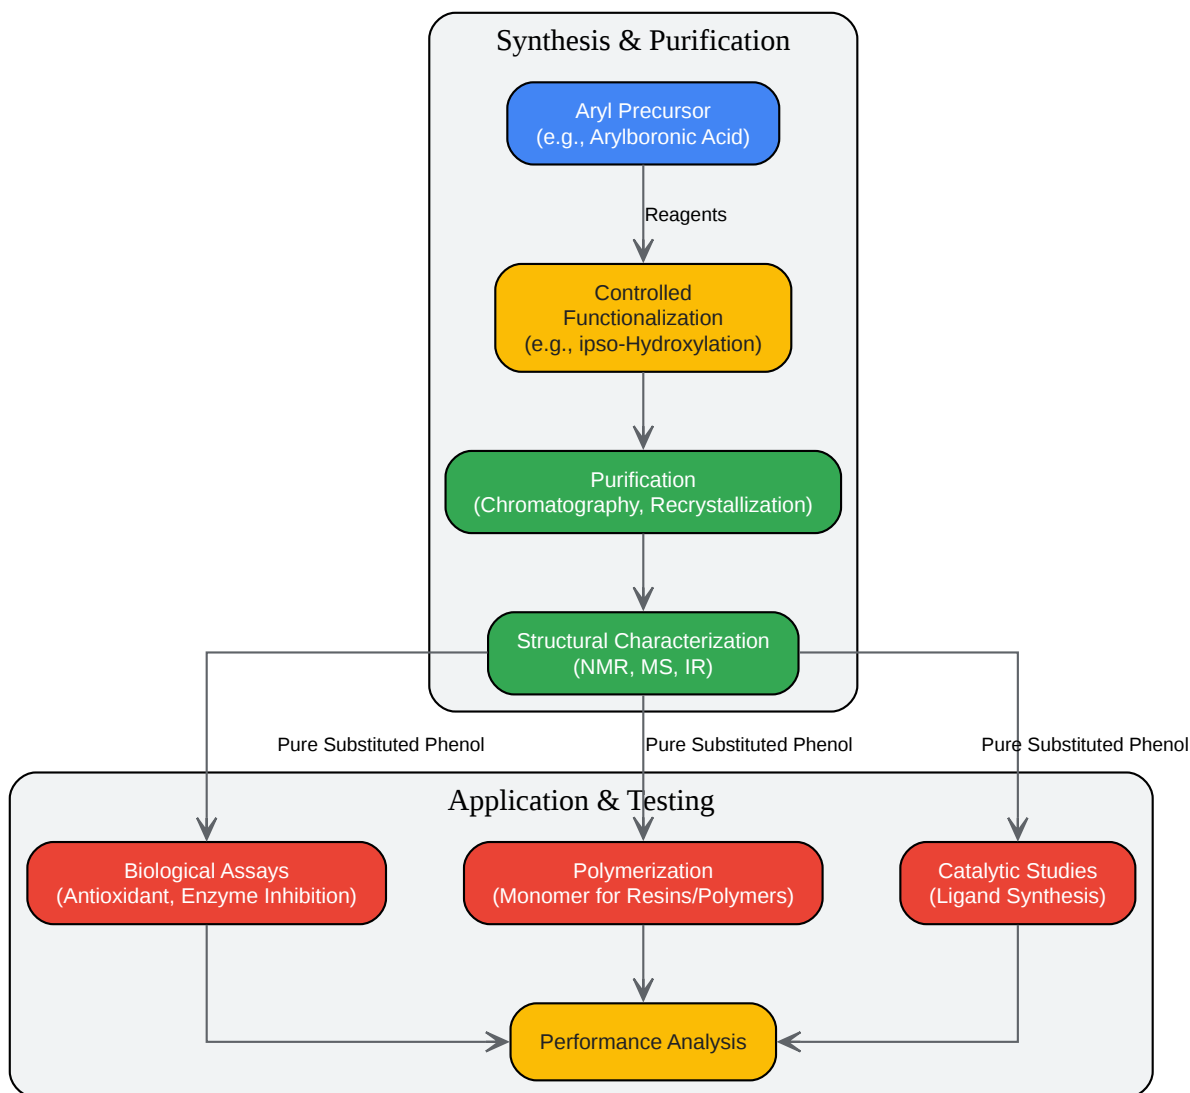 Synthesis & Purification
Aryl Precursor
(e.g., Arylboronic Acid)
Reagents
Controlled
Functionalization
(e.g., ipso-Hydroxylation)
Purification
(Chromatography, Recrystallization)
Structural Characterization
(NMR, MS, IR)
Pure Substituted Phenol
Pure Substituted Phenol
Pure Substituted Phenol
Application & Testing
Biological Assays
(Antioxidant, Enzyme Inhibition)
Polymerization
(Monomer for Resins/Polymers)
Catalytic Studies
(Ligand Synthesis)
Performance Analysis